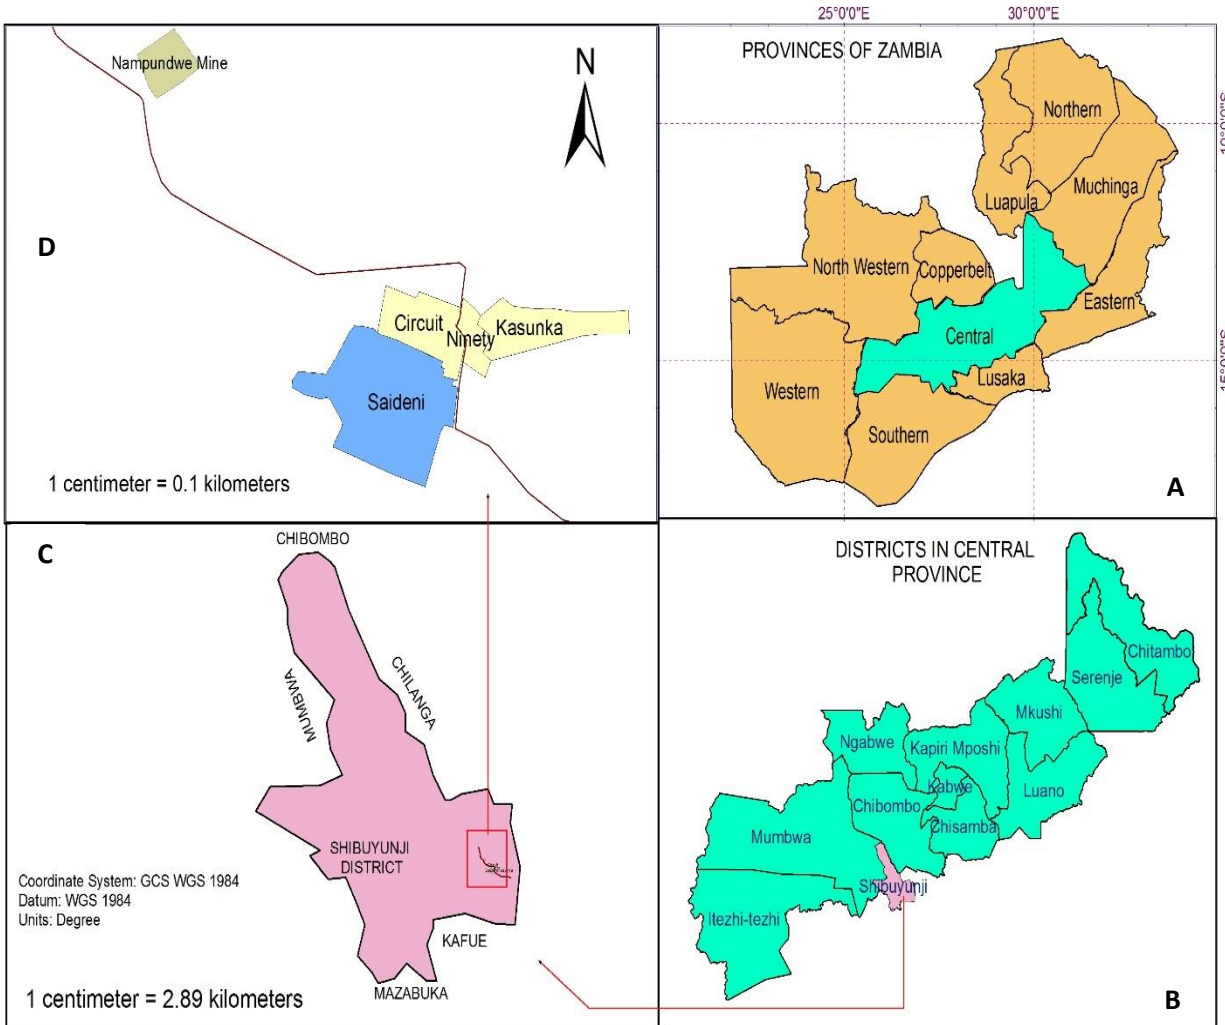 Nampundwe Mine
N
D
Circuit
Ninety
Kasunka
Saideni
1 centimeter = 0.1 kilometers
25°0'0"E
30°0'0"E
PROVINCES OF ZAMBIA
Northern
Muchinga
Luapula
North Western
Copperbelt
Eastern
Central
Lusaka
Western
Southern
15°0'0"S
A
C
CHIBOMBO
MUMBWA
CHILANGA
SHIBUYUNJI
DISTRICT
Coordinate System: GCS WGS 1984
Datum: WGS 1984
Units: Degree
KAFUE
MAZABUKA
1 centimeter = 2.89 kilometers
DISTRICTS IN CENTRAL
PROVINCE
Chitambo
Serenje
Mkushi
Ngabwe
Kapiri Mposhi
Kabwe
Luano
Chibombo
Chisamba
Mumbwa
Shibuyunji
Itezhi-tezhi
B